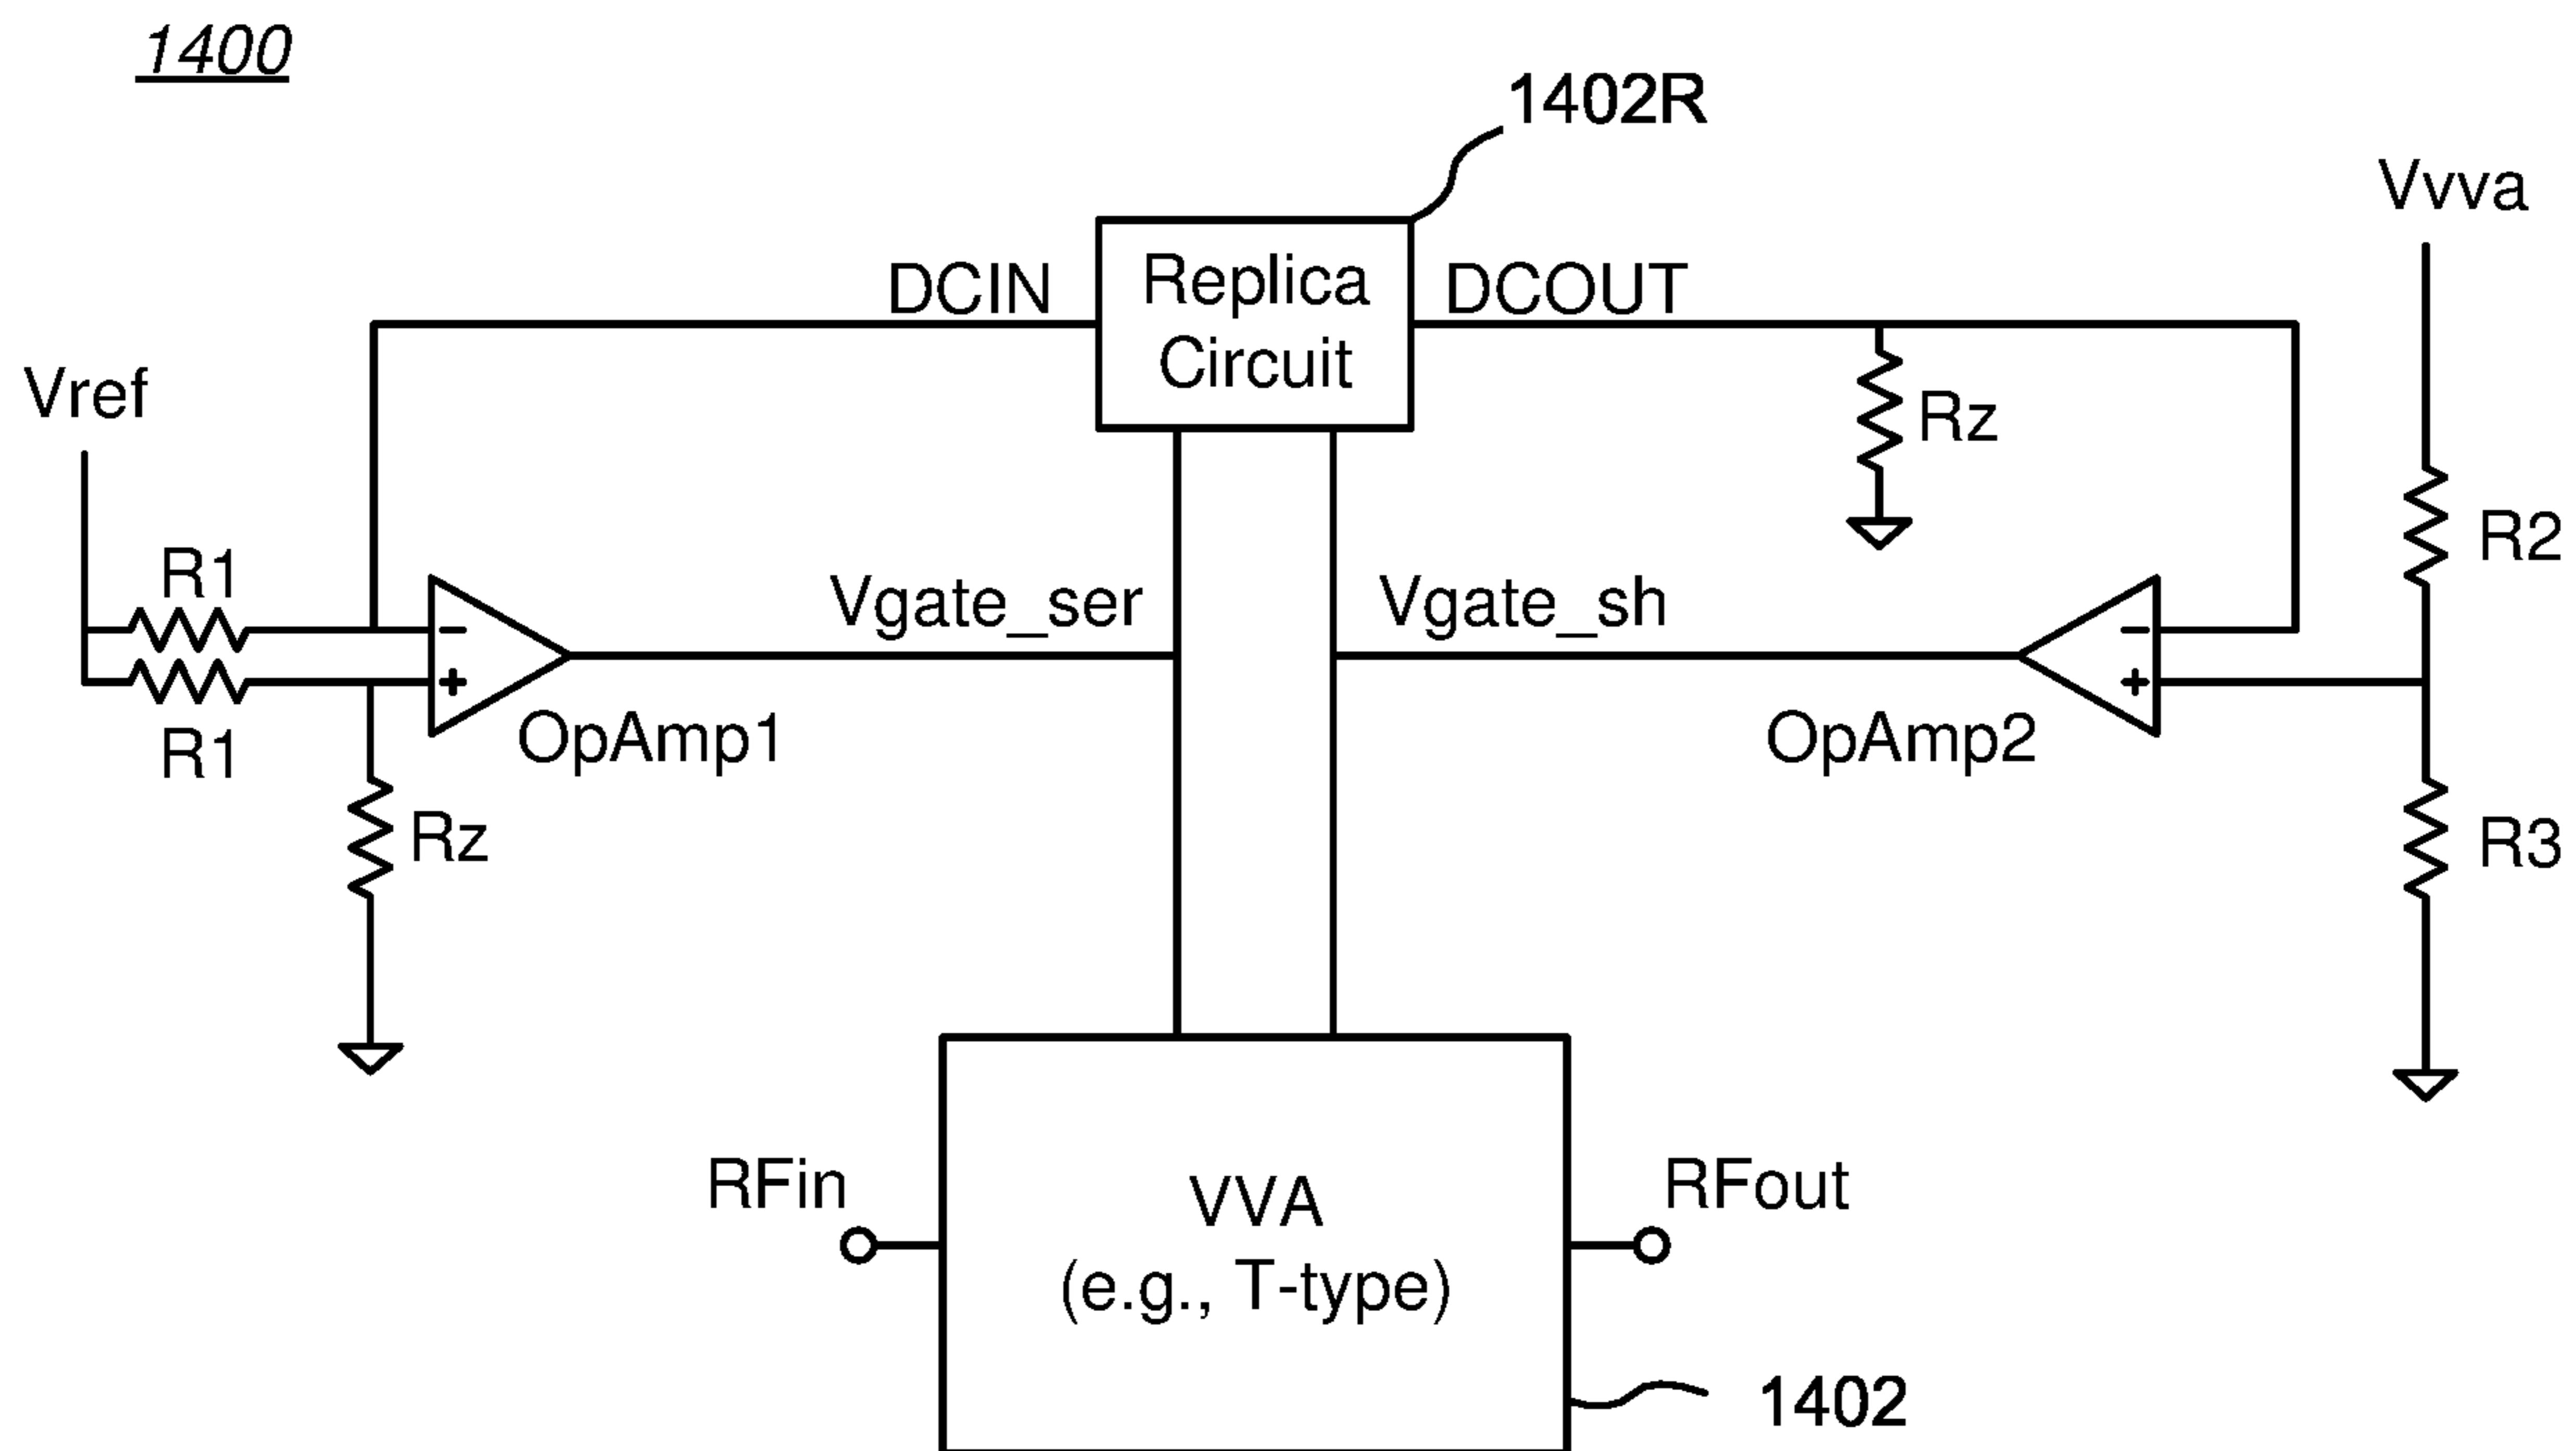 1400
1402R
Vvva
DCIN
Replica
Circuit
DCOUT
Vref
Rz
R2
R1
Vgate_ser
Vgate_sh
−
+
−
+
R1
OpAmp1
OpAmp2
Rz
R3
RFin
VVA
(e.g., T-type)
RFout
1402